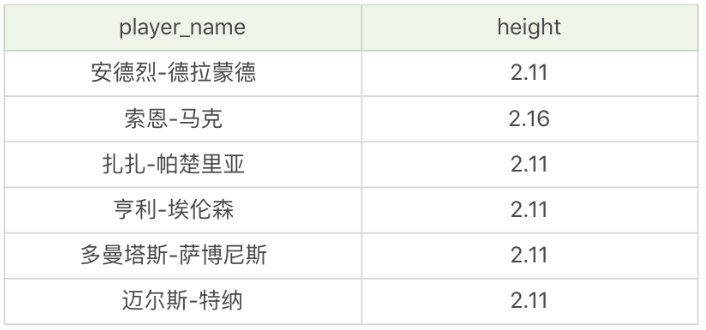 player_name height
安德烈-德拉蒙德 2.11
索恩-马克 2.16
扎扎-帕楚里亚 2.11
亨利-埃伦森 2.11
多曼塔斯-萨博尼斯 2.11
迈尔斯-特纳 2.11